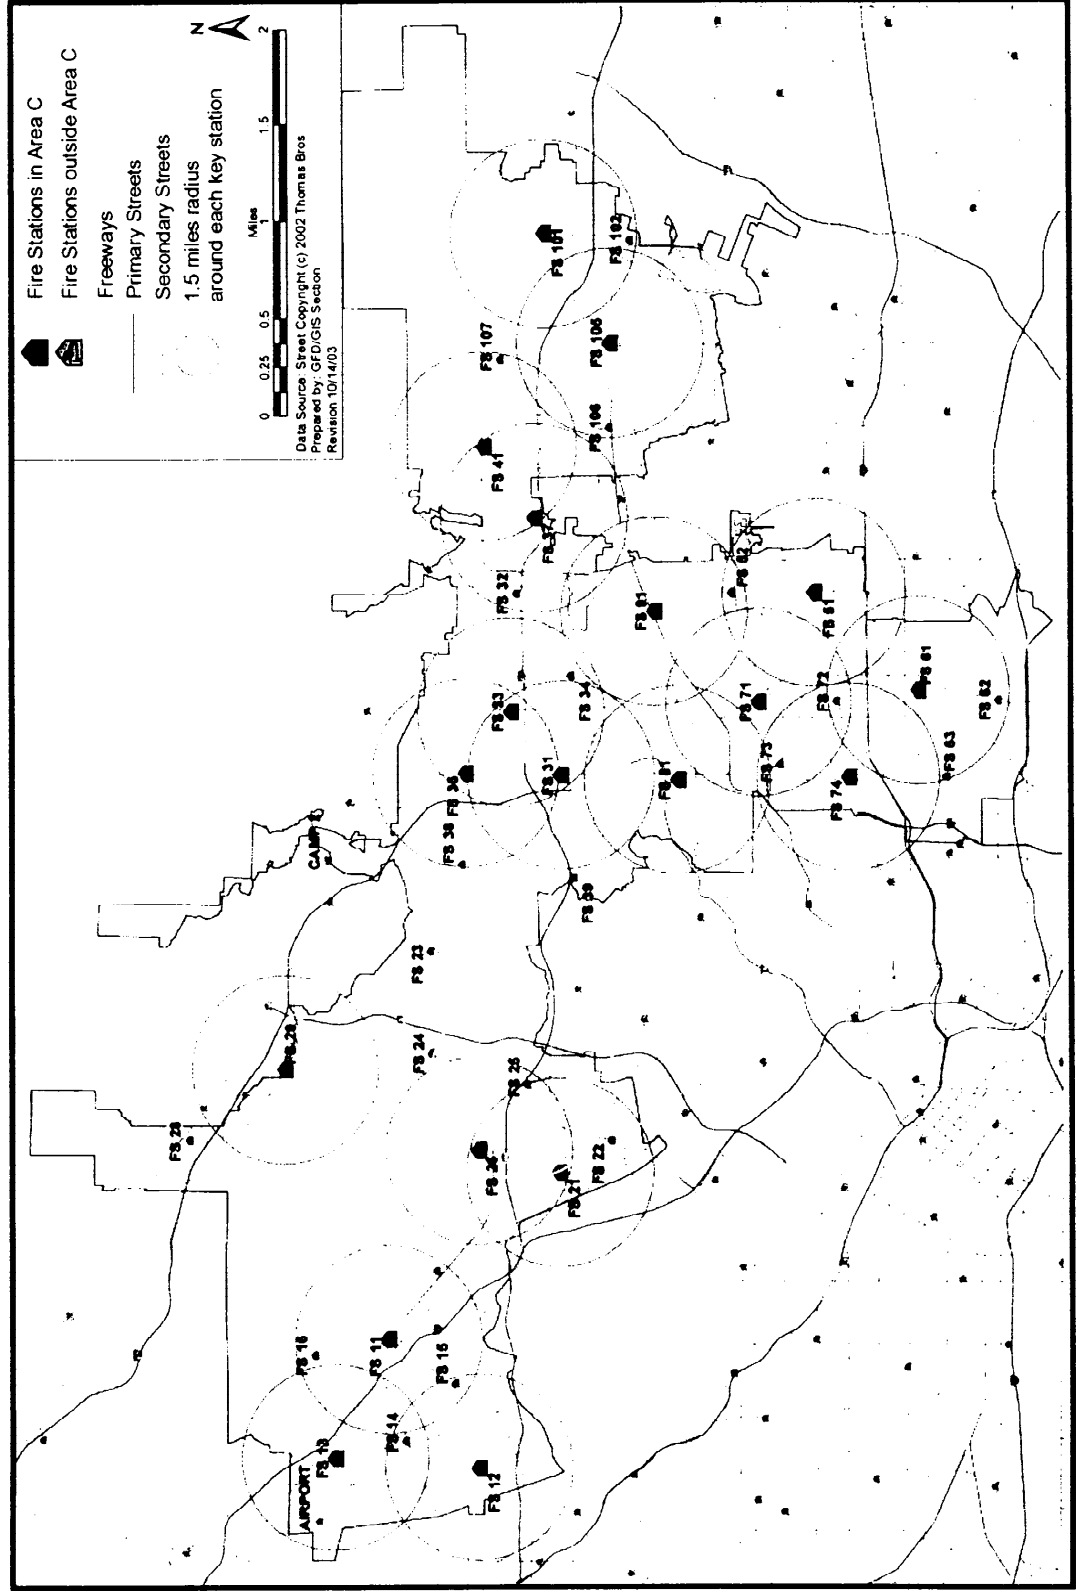 Fire Stations in Area C
Fire Stations outside Area C
Freeways
Primary Streets
Secondary Streets
1.5 miles radius
around each key station
N
Miles
0 0.25 0.5 1 1.5 2
Data Source: Street Copyright (c) 2002 Thomas Bros
Prepared by: GFD/GIS Section
Revision 10/14/03
FS 101
FS 102
FS 107
FS 105
FS 106
FS 41
FS 37
FS 32
FS 82
FS 51
FS 33
FS 34
FS 71
FS 72
FS 61
FS 62
FS 63
FS 31
FS 73
FS 74
FS 38
CAMP 2
FS 39
FS 23
FS 24
FS 29
FS 25
FS 28
FS 26
FS 21
FS 22
FS 16
FS 11
FS 15
FS 14
FS 13
AIRPORT
FS 12